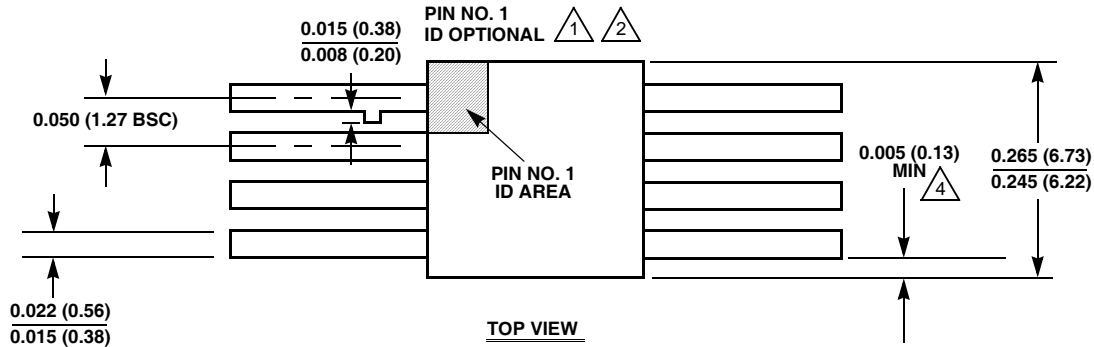 PIN NO. 1
ID OPTIONAL 1 2
0.015 (0.38)
0.008 (0.20)
0.050 (1.27 BSC)
PIN NO. 1
ID AREA
0.005 (0.13)
MIN 4
0.265 (6.73)
0.245 (6.22)
0.022 (0.56)
0.015 (0.38)
TOP VIEW